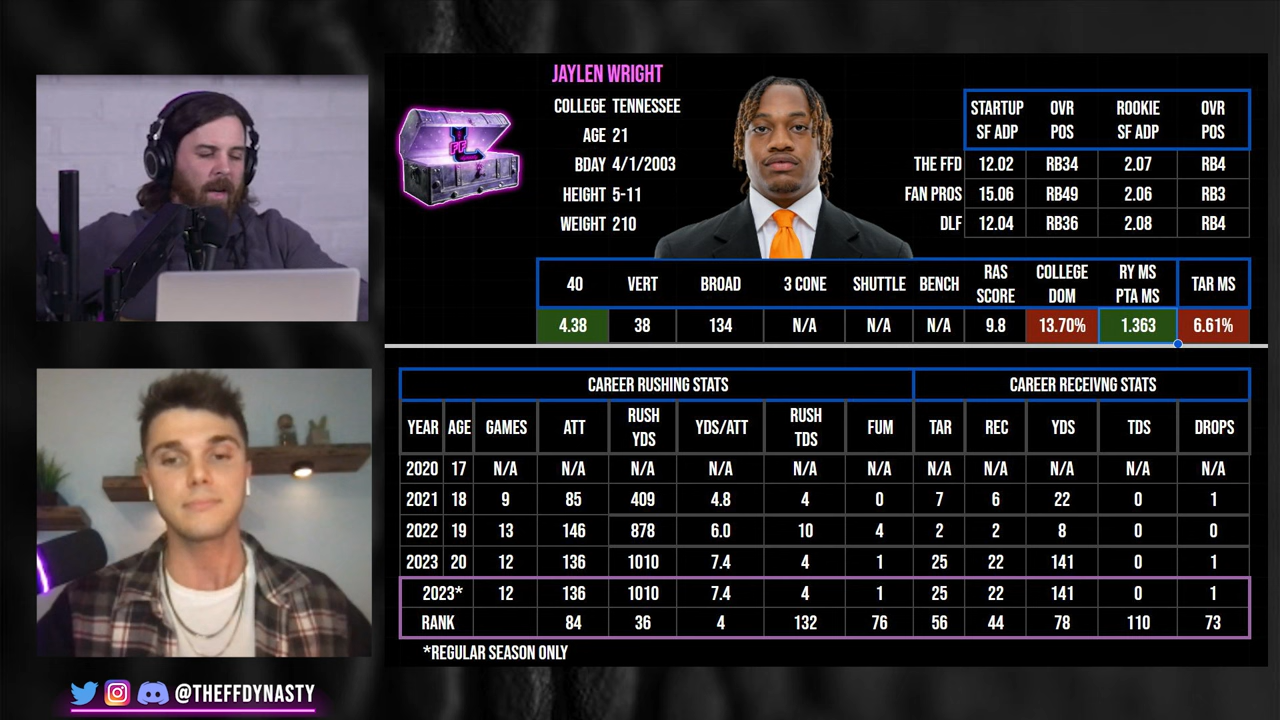 JAYLEN WRIGHT
COLLEGE TENNESSEE
AGE 21
BDAY 4/1/2003
HEIGHT 5-11
WEIGHT 210
FF
STARTUP SF ADP OVR POS ROOKIE SF ADP OVR POS
THE FFD 12.02 RB34 2.07 RB4
FAN PROS 15.06 RB49 2.06 RB3
DLF 12.04 RB36 2.08 RB4
40 VERT BROAD 3 CONE SHUTTLE BENCH RAS SCORE COLLEGE DOM RY MS PTA MS TAR MS
4.38 38 134 N/A N/A N/A 9.8 13.70% 1.363 6.61%
CAREER RUSHING STATS CAREER RECEIVNG STATS
YEAR AGE GAMES ATT RUSH YDS YDS/ATT RUSH TDS FUM TAR REC YDS TDS DROPS
2020 17 N/A N/A N/A N/A N/A N/A N/A N/A N/A N/A N/A
2021 18 9 85 409 4.8 4 0 7 6 22 0 1
2022 19 13 146 878 6.0 10 4 2 2 8 0 0
2023 20 12 136 1010 7.4 4 1 25 22 141 0 1
2023* 12 136 1010 7.4 4 1 25 22 141 0 1
RANK 84 36 4 132 76 56 44 78 110 73
*REGULAR SEASON ONLY
@THEFFDYNASTY